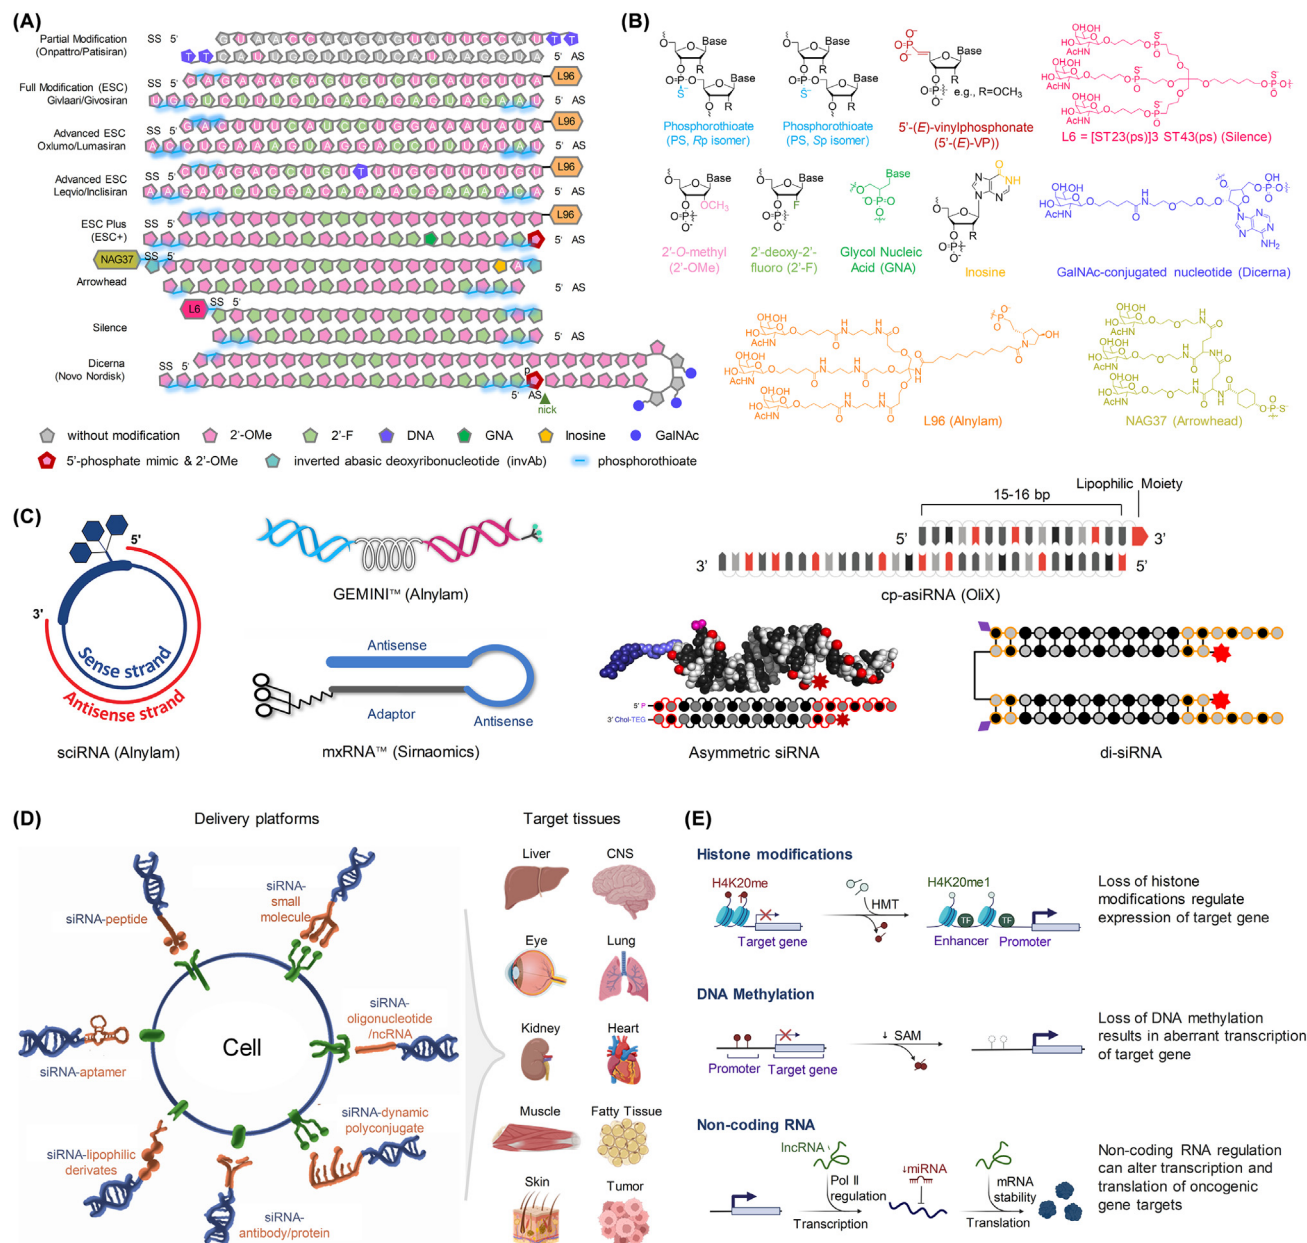 (A)
Partial Modification
(Onpattro/Patisiran)
SS 5'
G U A A C C A A G A G U A U U C C A U T T
T T C A U U G G U U C U C A U A A G G U A
5' AS
Full Modification (ESC)
Givlaari/Givosiran
SS 5'
C A G A A A G A G U G U C U C A U C U U A
L96
U G G U C U U U C U C A C A G A G U A G A A U
5' AS
Advanced ESC
Oxlumo/Lumasiran
SS 5'
G A C U U U C A U C C U G G A A A U A U A
L96
A C C U G A A A G U A G G A C C U U U A U A U
5' AS
Advanced ESC
Leqvio/Inclisiran
SS 5'
C U A G A C C U G U T U U G C U U U U G U
L96
A A G A U C U G G A C A A A A C G A A A A C A
5' AS
ESC Plus
(ESC+)
SS 5'
L96
5' AS
NAG37
SS 5'
A
Arrowhead
5' AS
L6
SS 5'
Silence
5' AS
Dicerna
(Novo Nordisk)
SS 5'
p
5' AS
nick
without modification
2'-OMe
2'-F
DNA
GNA
Inosine
GalNAc
5'-phosphate mimic & 2'-OMe
inverted abasic deoxyribonucleotide (invAb)
phosphorothioate
(B)
Phosphorothioate
(PS, Rp isomer)
Phosphorothioate
(PS, Sp isomer)
e.g., R=OCH3
5'-(E)-vinylphosphonate
(5'-(E)-VP))
L6 = [ST23(ps)]3 ST43(ps) (Silence)
2'-O-methyl
(2'-OMe)
2'-deoxy-2'-
fluoro (2'-F)
Glycol Nucleic
Acid (GNA)
Inosine
GalNAc-conjugated nucleotide (Dicerna)
L96 (Alnylam)
NAG37 (Arrowhead)
(C)
5'
3'
Sense strand
Antisense strand
sciRNA (Alnylam)
GEMINI™ (Alnylam)
Antisense
Adaptor
Antisense
mxRNA™ (Sirnaomics)
Lipophilic Moiety
15-16 bp
5' 3'
3' 5'
cp-asiRNA (OliX)
5' P
3' Chol-TEG
Asymmetric siRNA
di-siRNA
(D)
Delivery platforms
Target tissues
siRNA-peptide
siRNA-
small
molecule
siRNA-
oligonucleotide
/ncRNA
Cell
siRNA-aptamer
siRNA-dynamic
polyconjugate
siRNA-lipophilic
derivates
siRNA-
antibody/protein
Liver
CNS
Eye
Lung
Kidney
Heart
Muscle
Fatty Tissue
Skin
Tumor
(E)
Histone modifications
H4K20me
Target gene
HMT
H4K20me1
TF
TF
Enhancer
Promoter
Loss of histone
modifications regulate
expression of target gene
DNA Methylation
Promoter
Target gene
↓ SAM
Loss of DNA methylation
results in aberrant transcription
of target gene
Non-coding RNA
lncRNA
Pol II
regulation
Transcription
↓miRNA
mRNA
stability
Translation
Non-coding RNA regulation
can alter transcription and
translation of oncogenic
gene targets